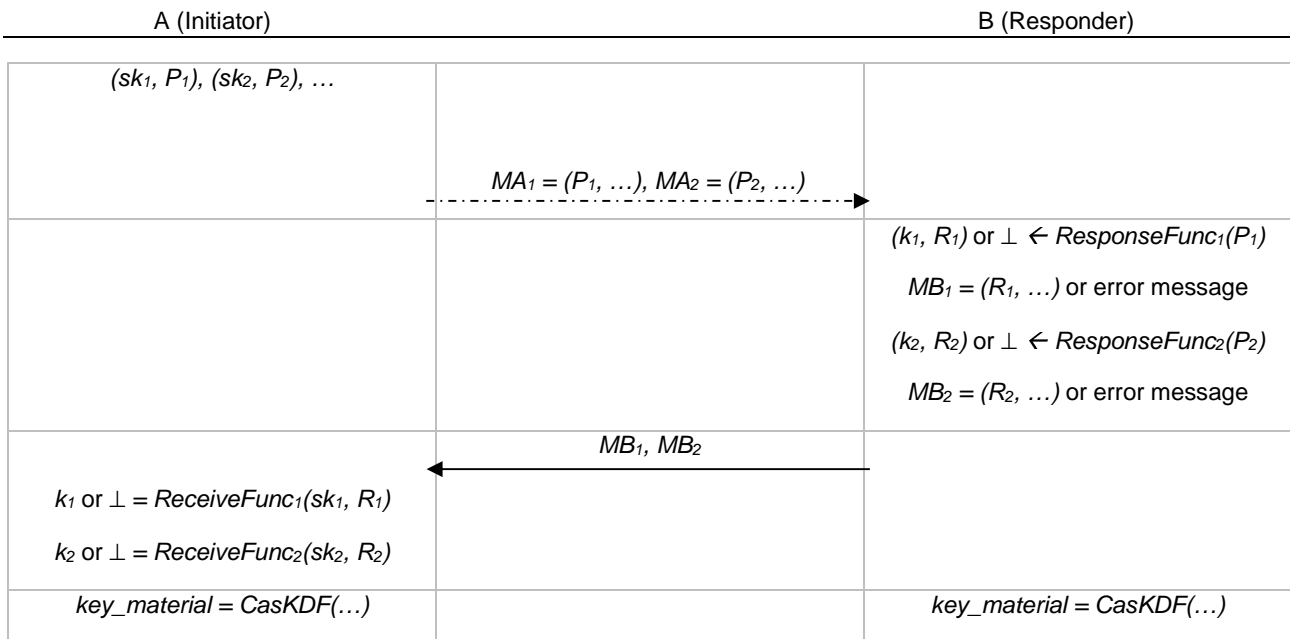 A (Initiator) B (Responder)
(sk₁, P₁), (sk₂, P₂), …
MA₁ = (P₁, …), MA₂ = (P₂, …)
(k₁, R₁) or ⊥ ← ResponseFunc₁(P₁)
MB₁ = (R₁, …) or error message
(k₂, R₂) or ⊥ ← ResponseFunc₂(P₂)
MB₂ = (R₂, …) or error message
MB₁, MB₂
k₁ or ⊥ = ReceiveFunc₁(sk₁, R₁)
k₂ or ⊥ = ReceiveFunc₂(sk₂, R₂)
key_material = CasKDF(…) key_material = CasKDF(…)